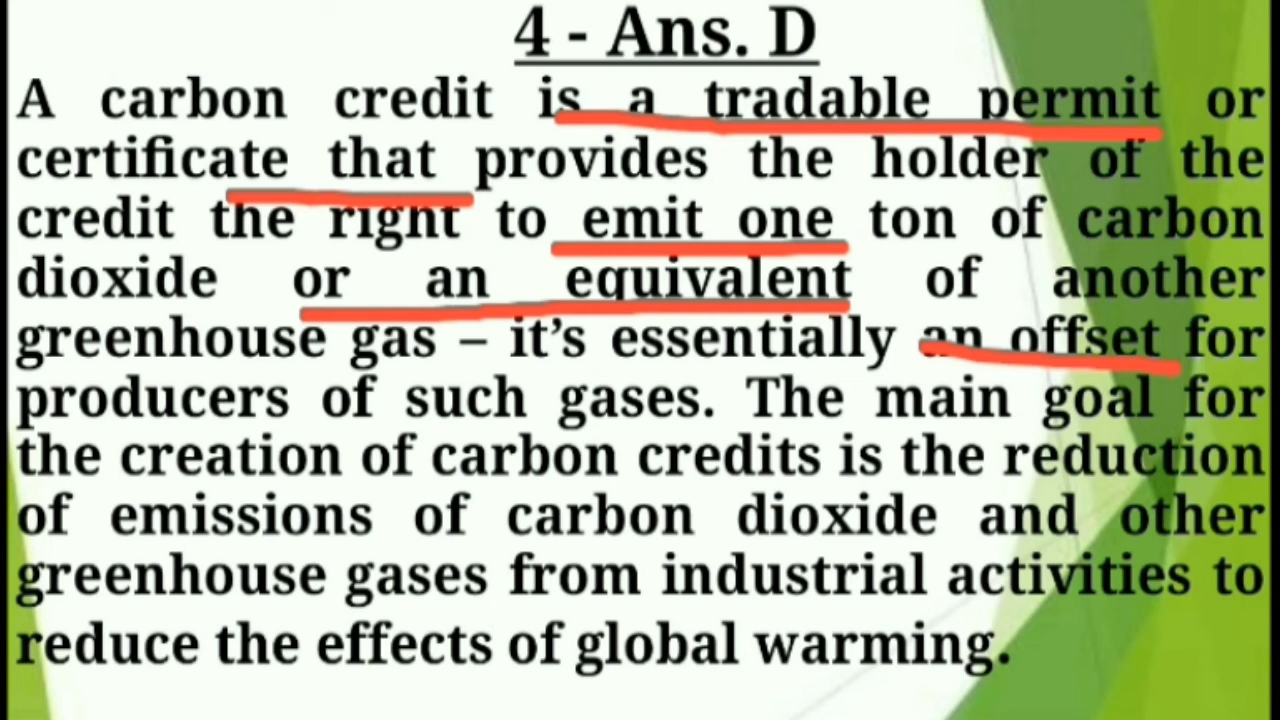 4 - Ans. D
A carbon credit is a tradable permit or
certificate that provides the holder of the
credit the right to emit one ton of carbon
dioxide or an equivalent of another
greenhouse gas – it’s essentially an offset for
producers of such gases. The main goal for
the creation of carbon credits is the reduction
of emissions of carbon dioxide and other
greenhouse gases from industrial activities to
reduce the effects of global warming.